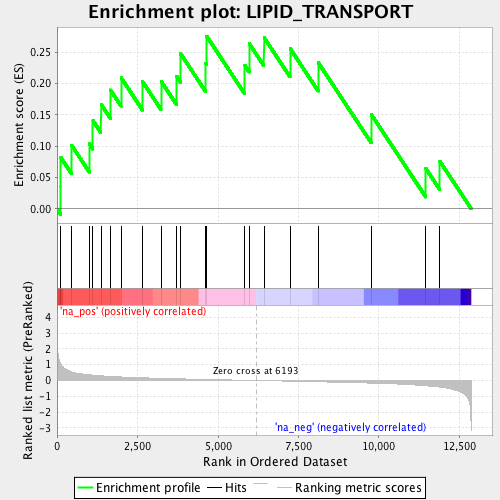 Enrichment plot: LIPID_TRANSPORT
Enrichment score (ES)
0.25
0.20
0.15
0.10
0.05
0.00
'na_pos' (positively correlated)
Ranked list metric (PreRanked)
4
3
2
1
0
-1
-2
-3
Zero cross at 6193
'na_neg' (negatively correlated)
0 2,500 5,000 7,500 10,000 12,500
Rank in Ordered Dataset
Enrichment profile Hits Ranking metric scores